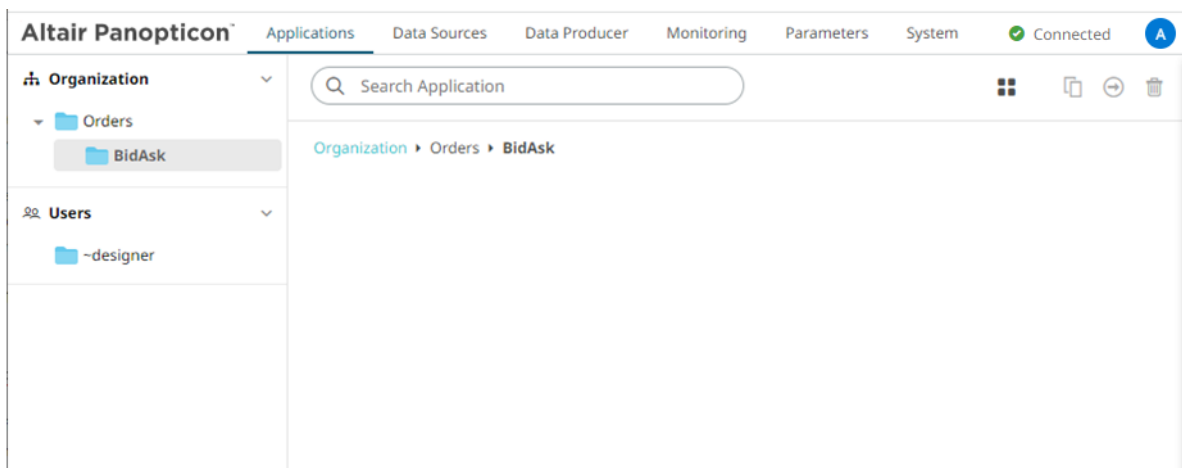 Altair Panopticon™ Applications Data Sources Data Producer Monitoring Parameters System Connected A
Organization
Search Application
Orders
BidAsk
Organization Orders BidAsk
Users
~designer